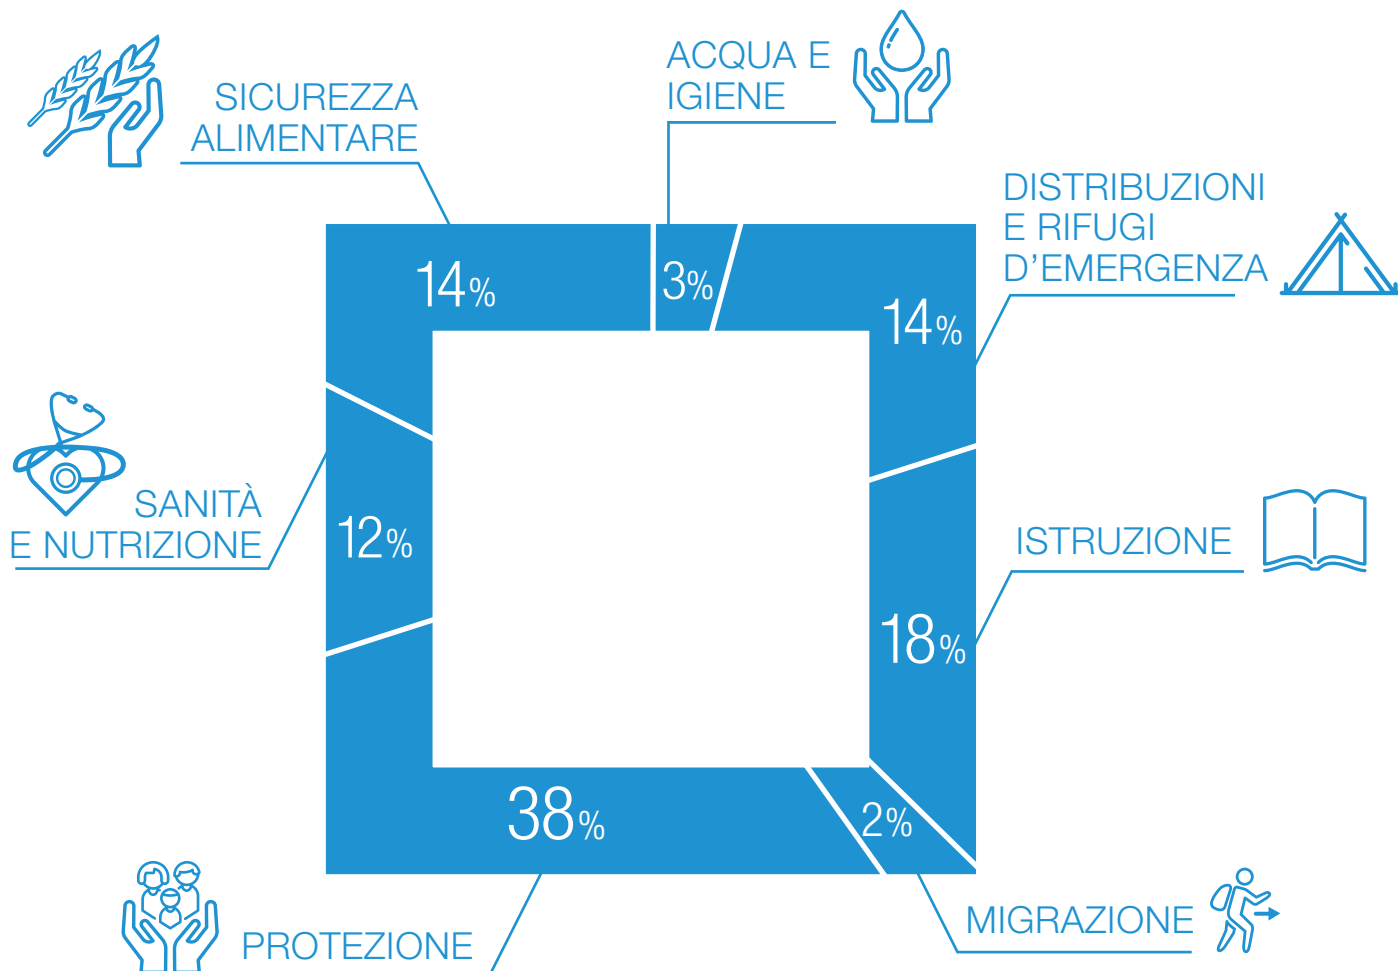 ACQUA E
IGIENE
SICUREZZA
ALIMENTARE
DISTRIBUZIONI
E RIFUGI
D’EMERGENZA
14%
3%
14%
SANITÀ
E NUTRIZIONE
12%
ISTRUZIONE
18%
38%
2%
PROTEZIONE
MIGRAZIONE